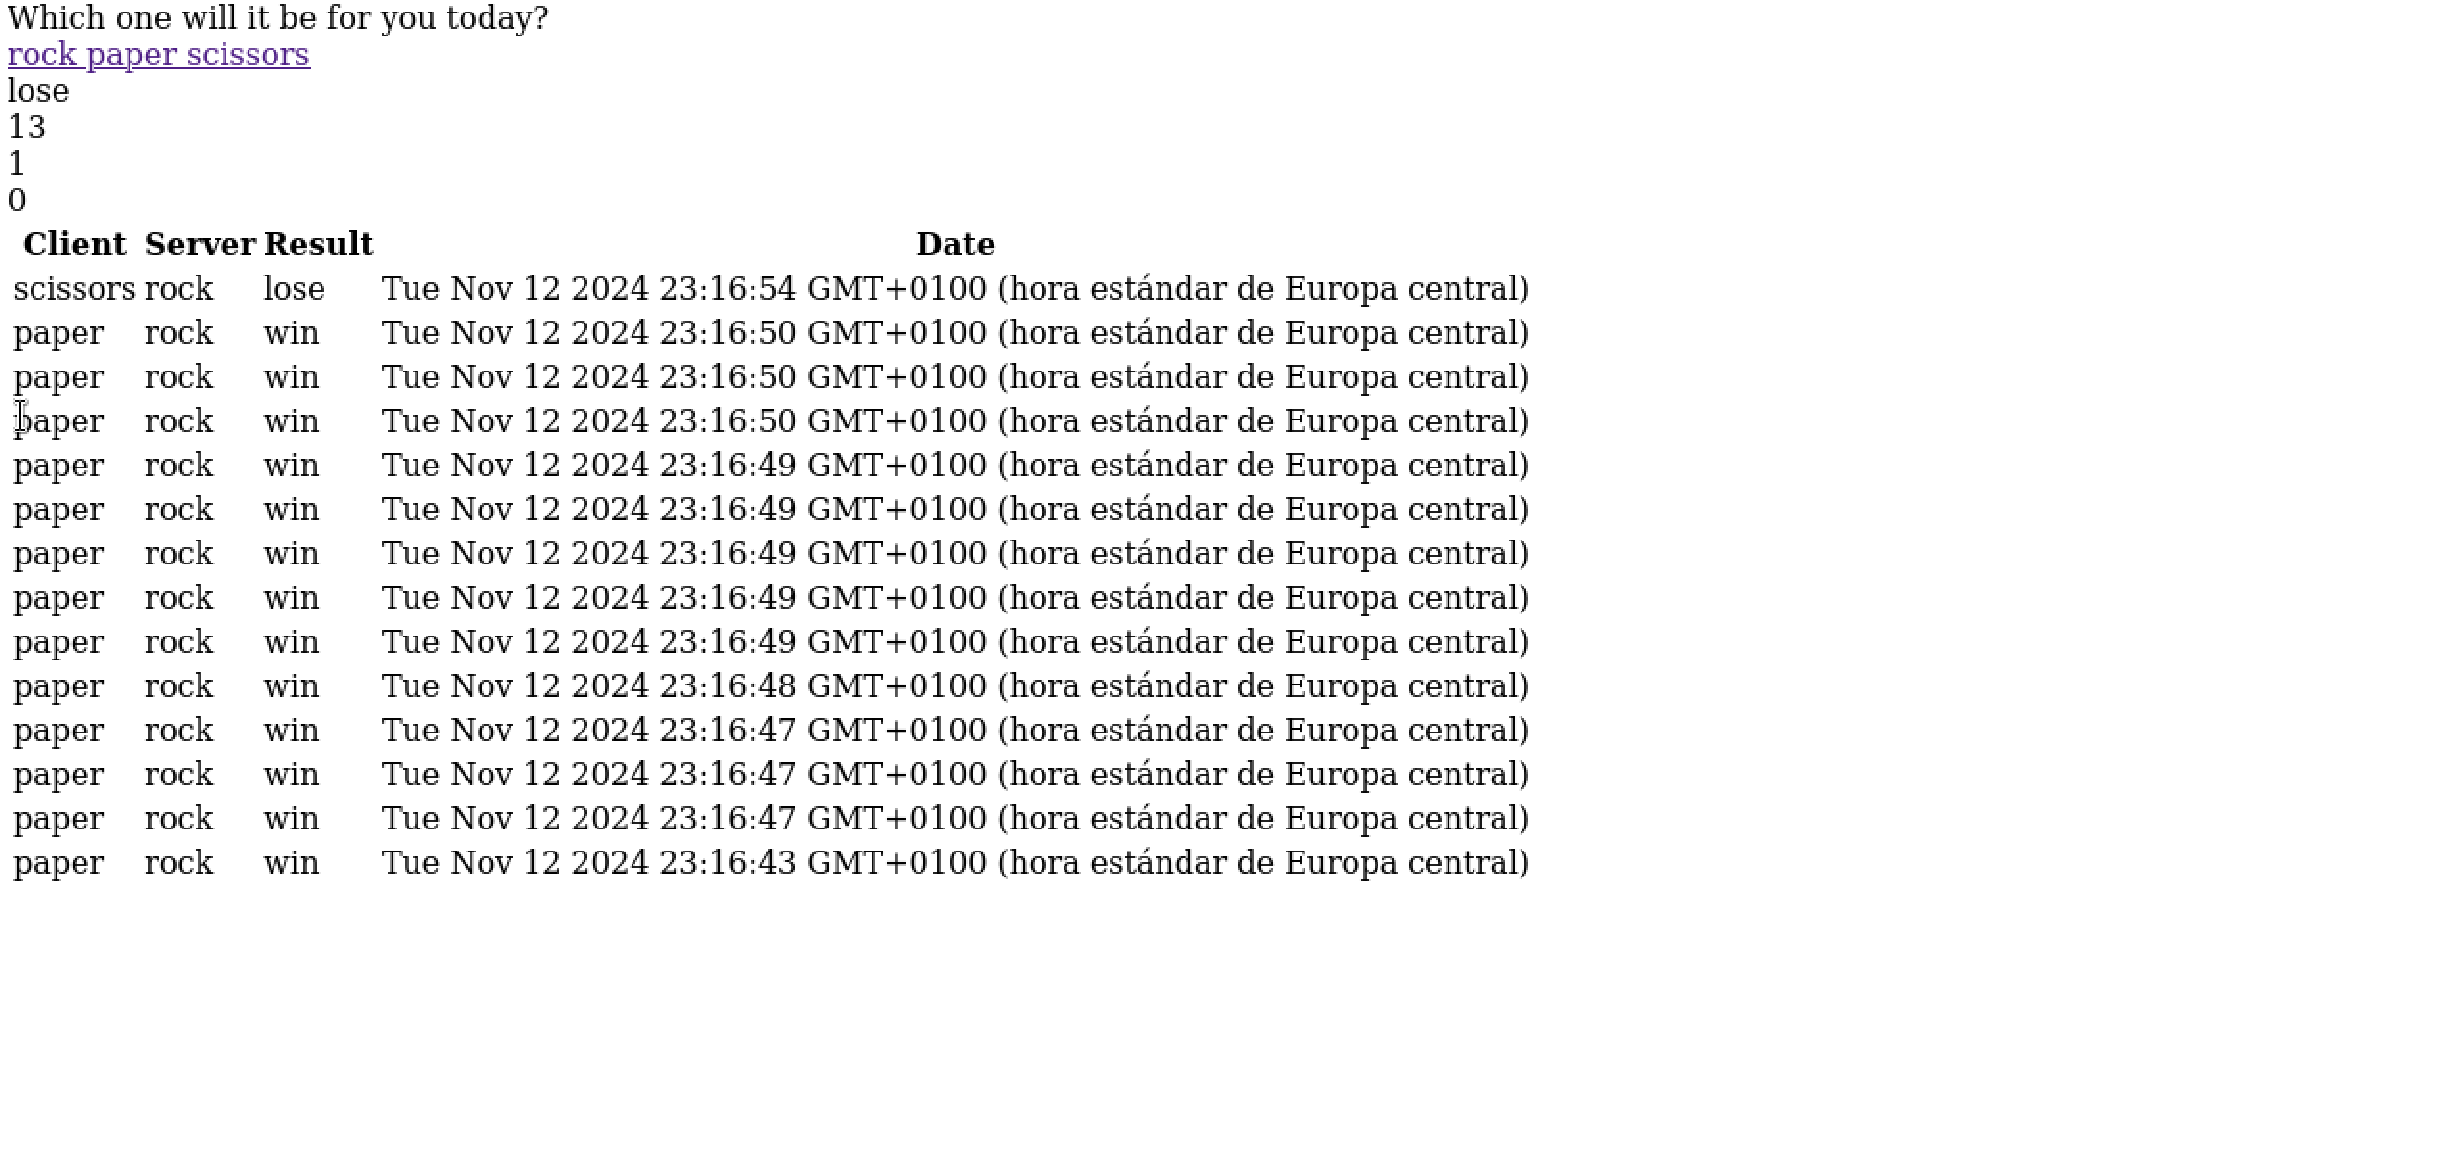 Which one will it be for you today?
rock paper scissors
lose
13
1
0
Client Server Result Date
scissors rock lose Tue Nov 12 2024 23:16:54 GMT+0100 (hora estándar de Europa central)
paper rock win Tue Nov 12 2024 23:16:50 GMT+0100 (hora estándar de Europa central)
paper rock win Tue Nov 12 2024 23:16:50 GMT+0100 (hora estándar de Europa central)
paper rock win Tue Nov 12 2024 23:16:50 GMT+0100 (hora estándar de Europa central)
paper rock win Tue Nov 12 2024 23:16:49 GMT+0100 (hora estándar de Europa central)
paper rock win Tue Nov 12 2024 23:16:49 GMT+0100 (hora estándar de Europa central)
paper rock win Tue Nov 12 2024 23:16:49 GMT+0100 (hora estándar de Europa central)
paper rock win Tue Nov 12 2024 23:16:49 GMT+0100 (hora estándar de Europa central)
paper rock win Tue Nov 12 2024 23:16:49 GMT+0100 (hora estándar de Europa central)
paper rock win Tue Nov 12 2024 23:16:48 GMT+0100 (hora estándar de Europa central)
paper rock win Tue Nov 12 2024 23:16:47 GMT+0100 (hora estándar de Europa central)
paper rock win Tue Nov 12 2024 23:16:47 GMT+0100 (hora estándar de Europa central)
paper rock win Tue Nov 12 2024 23:16:47 GMT+0100 (hora estándar de Europa central)
paper rock win Tue Nov 12 2024 23:16:43 GMT+0100 (hora estándar de Europa central)